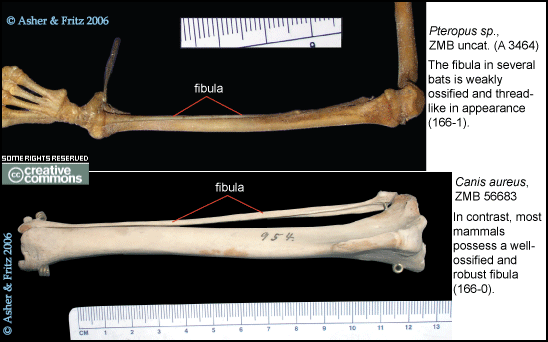 © Asher & Fritz 2006
9
Pteropus sp.,
ZMB uncat. (A 3464)
The fibula in several
bats is weakly
ossified and thread-
like in appearance
(166-1).
fibula
SOME RIGHTS RESERVED
cc creative
commons
fibula
Canis aureus,
ZMB 56683
In contrast, most
mammals
possess a well-
ossified and
robust fibula
(166-0).
954.
© Asher & Fritz 2006
CM 1 2 3 4 5 6 7 8 9 10 11 12 13